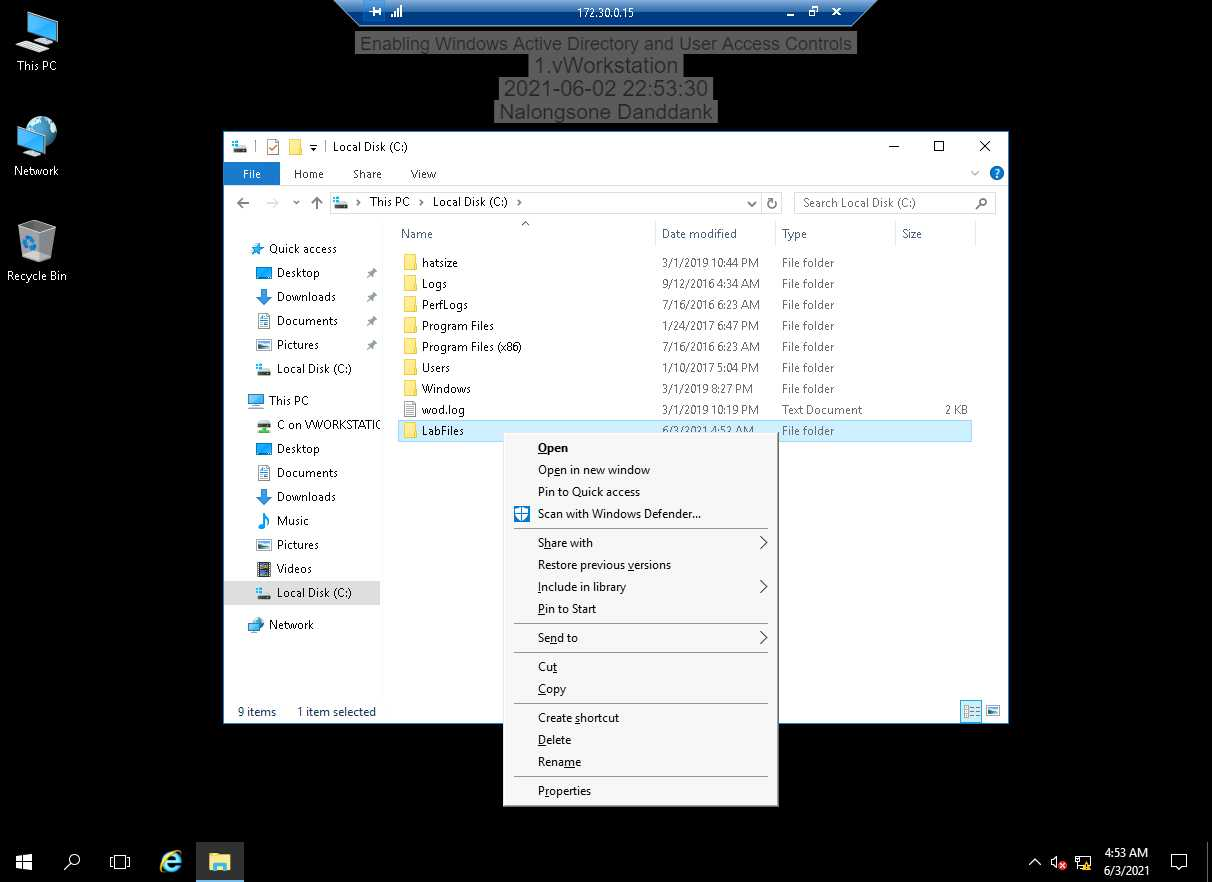 172.30.0.15
This PC
Enabling Windows Active Directory and User Access Controls
1.vWorkstation
2021-06-02 22:53:30
Nalongsone Danddank
Network
Recycle Bin
Local Disk (C:)
File Home Share View
This PC Local Disk (C:)
Search Local Disk (C:)
Name Date modified Type Size
Quick access
Desktop
Downloads
Documents
Pictures
Local Disk (C:)
This PC
C on VWORKSTATIO
Desktop
Documents
Downloads
Music
Pictures
Videos
Local Disk (C:)
Network
hatsize 3/1/2019 10:44 PM File folder
Logs 9/12/2016 4:34 AM File folder
PerfLogs 7/16/2016 6:23 AM File folder
Program Files 1/24/2017 6:47 PM File folder
Program Files (x86) 7/16/2016 6:23 AM File folder
Users 1/10/2017 5:04 PM File folder
Windows 3/1/2019 8:27 PM File folder
wod.log 3/1/2019 10:19 PM Text Document 2 KB
LabFiles 6/3/2021 4:52 AM File folder
Open
Open in new window
Pin to Quick access
Scan with Windows Defender...
Share with
Restore previous versions
Include in library
Pin to Start
Send to
Cut
Copy
Create shortcut
Delete
Rename
Properties
9 items 1 item selected
4:53 AM
6/3/2021